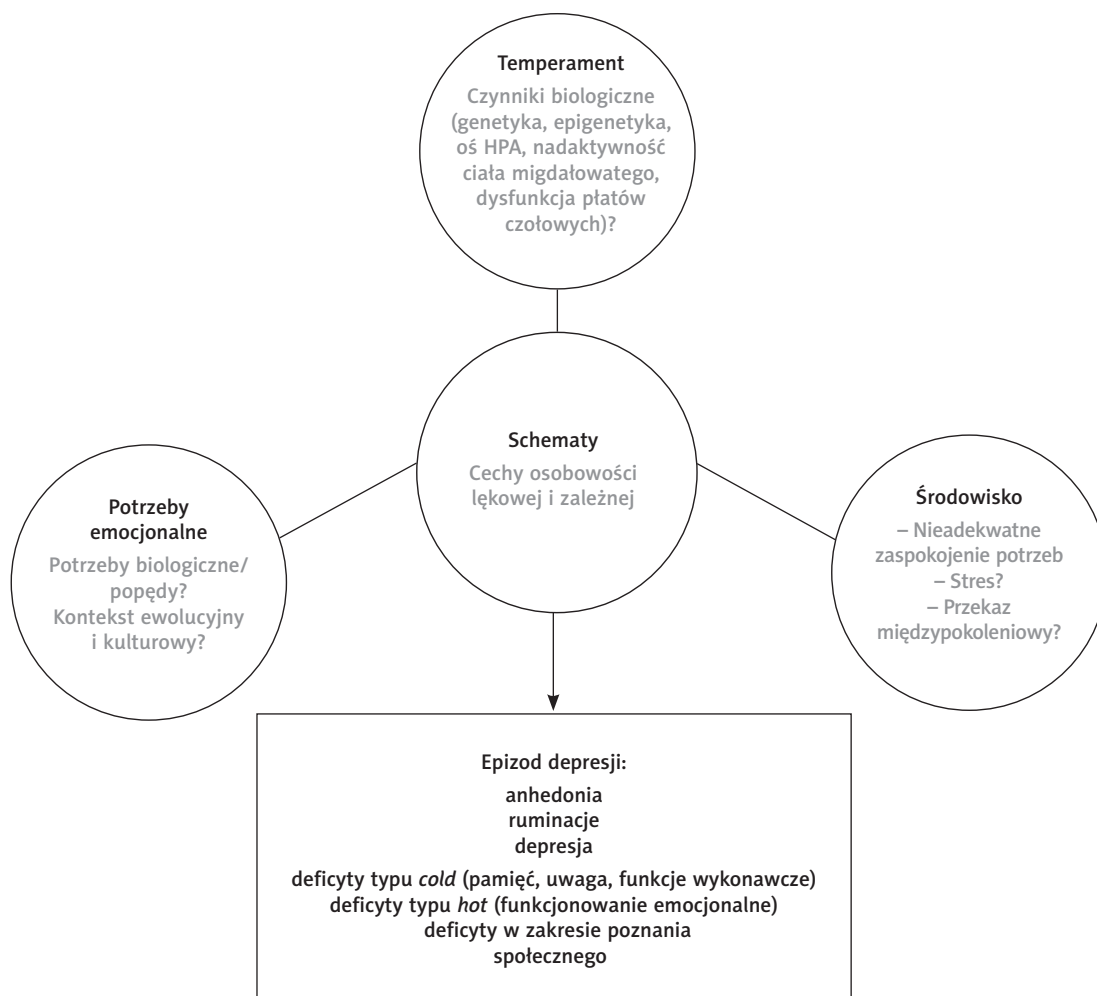 Temperament
Czynniki biologiczne
(genetyka, epigenetyka,
oś HPA, nadaktywność
ciała migdałowatego,
dysfunkcja płatów
czołowych)?
Schematy
Cechy osobowości
lękowej i zależnej
Potrzeby
emocjonalne
Potrzeby biologiczne/
popędy?
Kontekst ewolucyjny
i kulturowy?
Środowisko
– Nieadekwatne
zaspokojenie potrzeb
– Stres?
– Przekaz
międzypokoleniowy?
Epizod depresji:
anhedonia
ruminacje
depresja
deficyty typu cold (pamięć, uwaga, funkcje wykonawcze)
deficyty typu hot (funkcjonowanie emocjonalne)
deficyty w zakresie poznania
społecznego